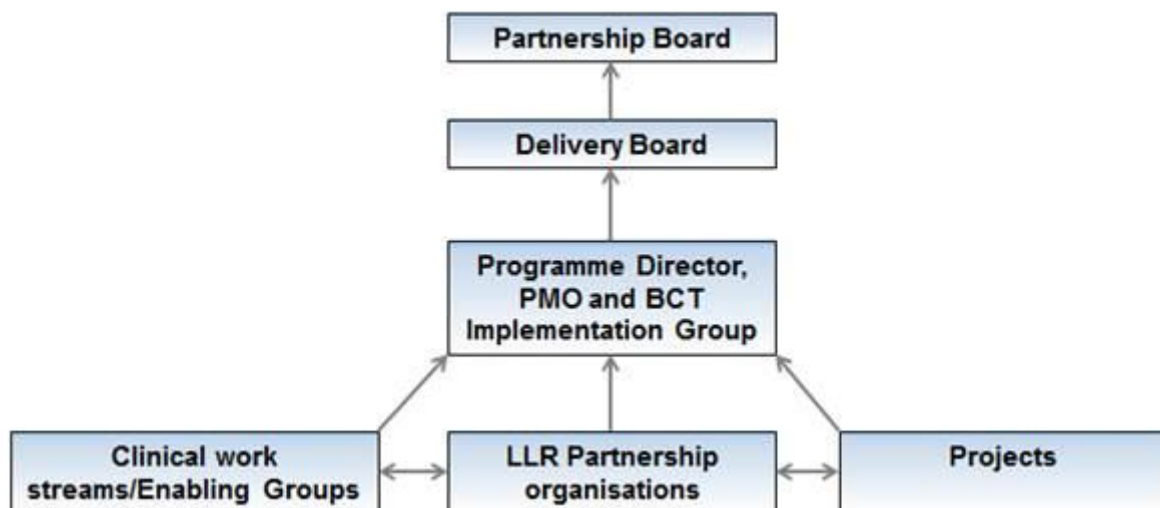 Partnership Board
Delivery Board
Programme Director,
PMO and BCT
Implementation Group
Clinical work
streams/Enabling Groups
LLR Partnership
organisations
Projects